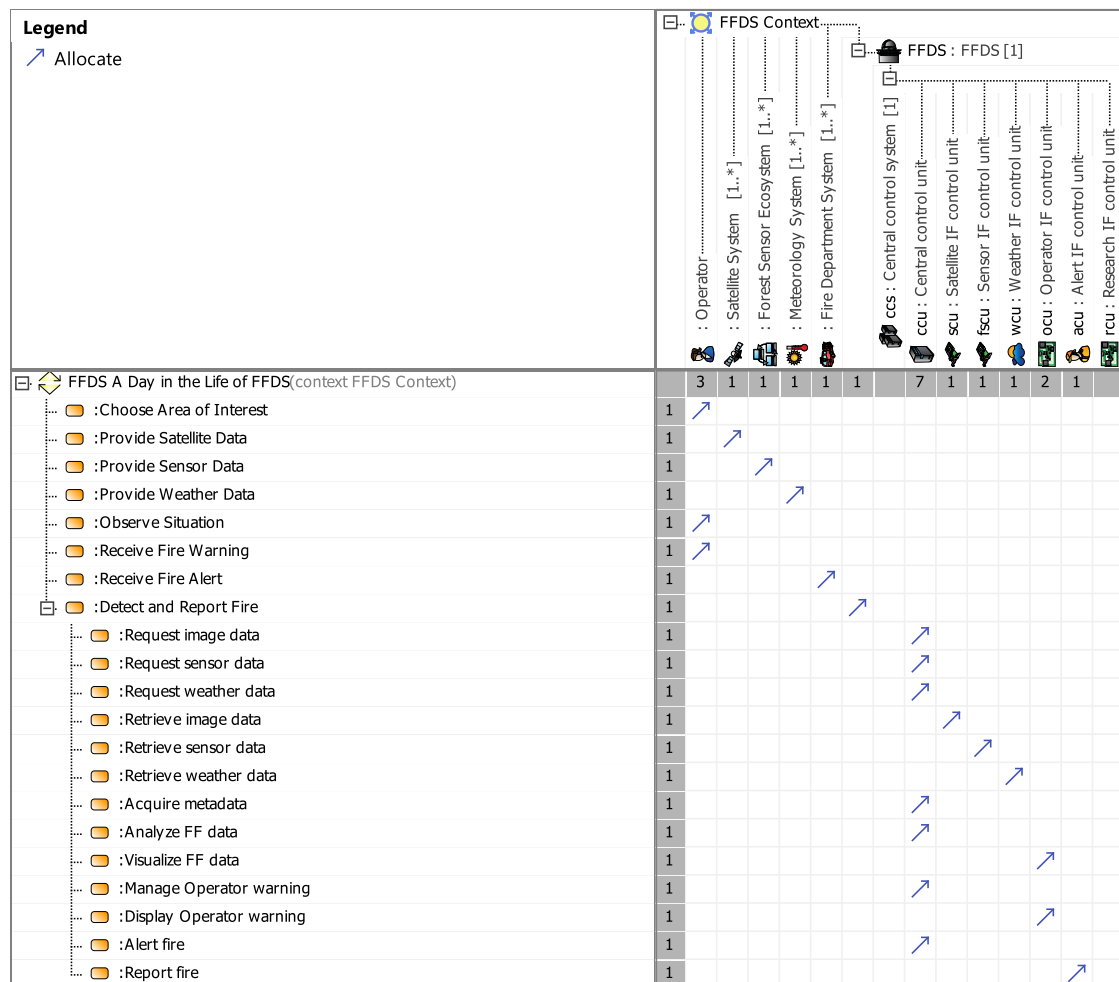 Legend
Allocate
FFDS Context
FFDS : FFDS [1]
: Operator
: Satellite System [1..*]
: Forest Sensor Ecosystem [1..*]
: Meteorology System [1..*]
: Fire Department System [1..*]
ccs : Central control system [1]
ccu : Central control unit
scu : Satellite IF control unit
fscu : Sensor IF control unit
wcu : Weather IF control unit
ocu : Operator IF control unit
acu : Alert IF control unit
rcu : Research IF control unit
FFDS A Day in the Life of FFDS(context FFDS Context) 3 1 1 1 1 1 7 1 1 1 2 1
:Choose Area of Interest 1
:Provide Satellite Data 1
:Provide Sensor Data 1
:Provide Weather Data 1
:Observe Situation 1
:Receive Fire Warning 1
:Receive Fire Alert 1
:Detect and Report Fire 1
:Request image data 1
:Request sensor data 1
:Request weather data 1
:Retrieve image data 1
:Retrieve sensor data 1
:Retrieve weather data 1
:Acquire metadata 1
:Analyze FF data 1
:Visualize FF data 1
:Manage Operator warning 1
:Display Operator warning 1
:Alert fire 1
:Report fire 1